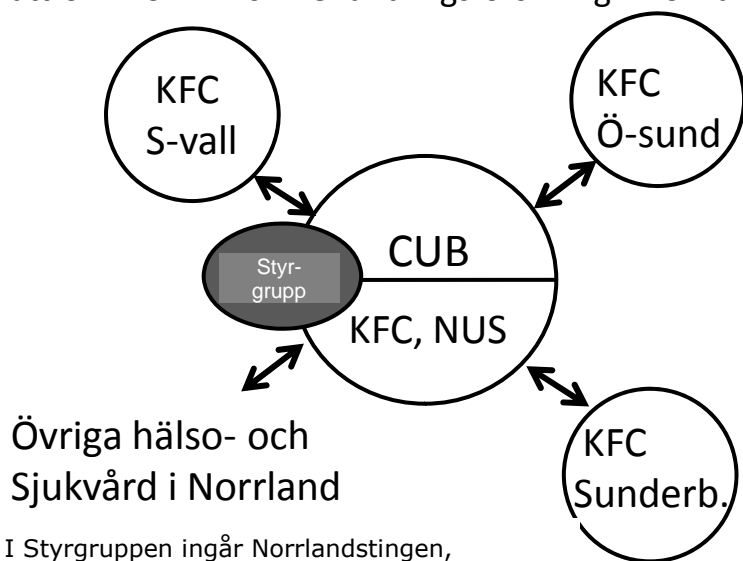 KFC
S-vall
KFC
Ö-sund
Styr-
grupp
CUB
KFC, NUS
Övriga hälso- och
Sjukvård i Norrland
KFC
Sunderb.
I Styrgruppen ingår Norrlandstingen,